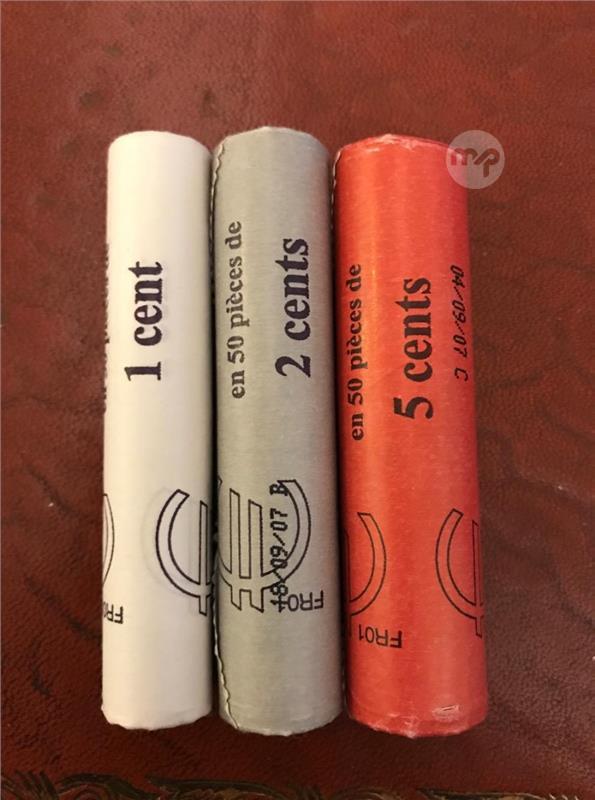 1 cent
FR01
en 50 pièces de
2 cents
18/09/07 B
FR01
en 50 pièces de
5 cents
04/09/07 C
FR01
mp